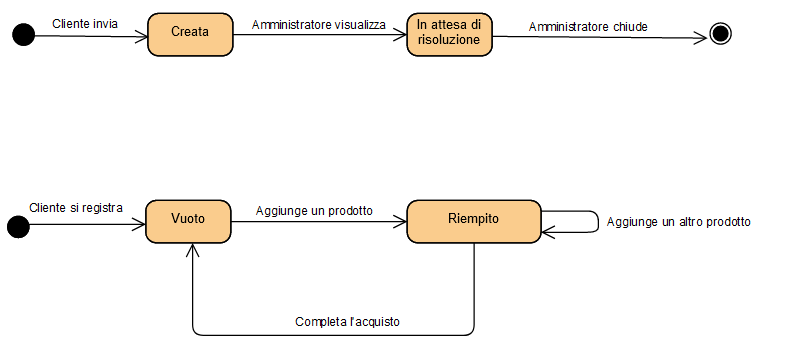 Cliente invia
Creata
Amministratore visualizza
In attesa di
risoluzione
Amministratore chiude
Cliente si registra
Vuoto
Aggiunge un prodotto
Riempito
Aggiunge un altro prodotto
Completa l'acquisto